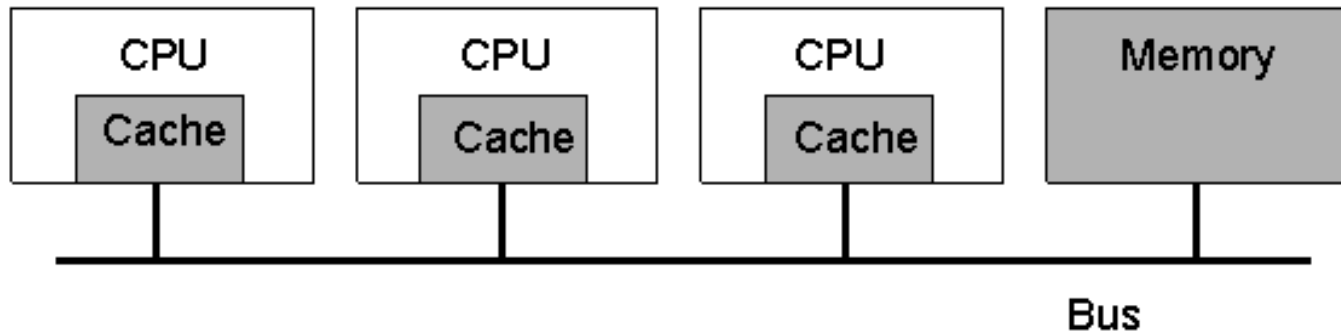 CPU
Cache
CPU
Cache
CPU
Cache
Memory
Bus